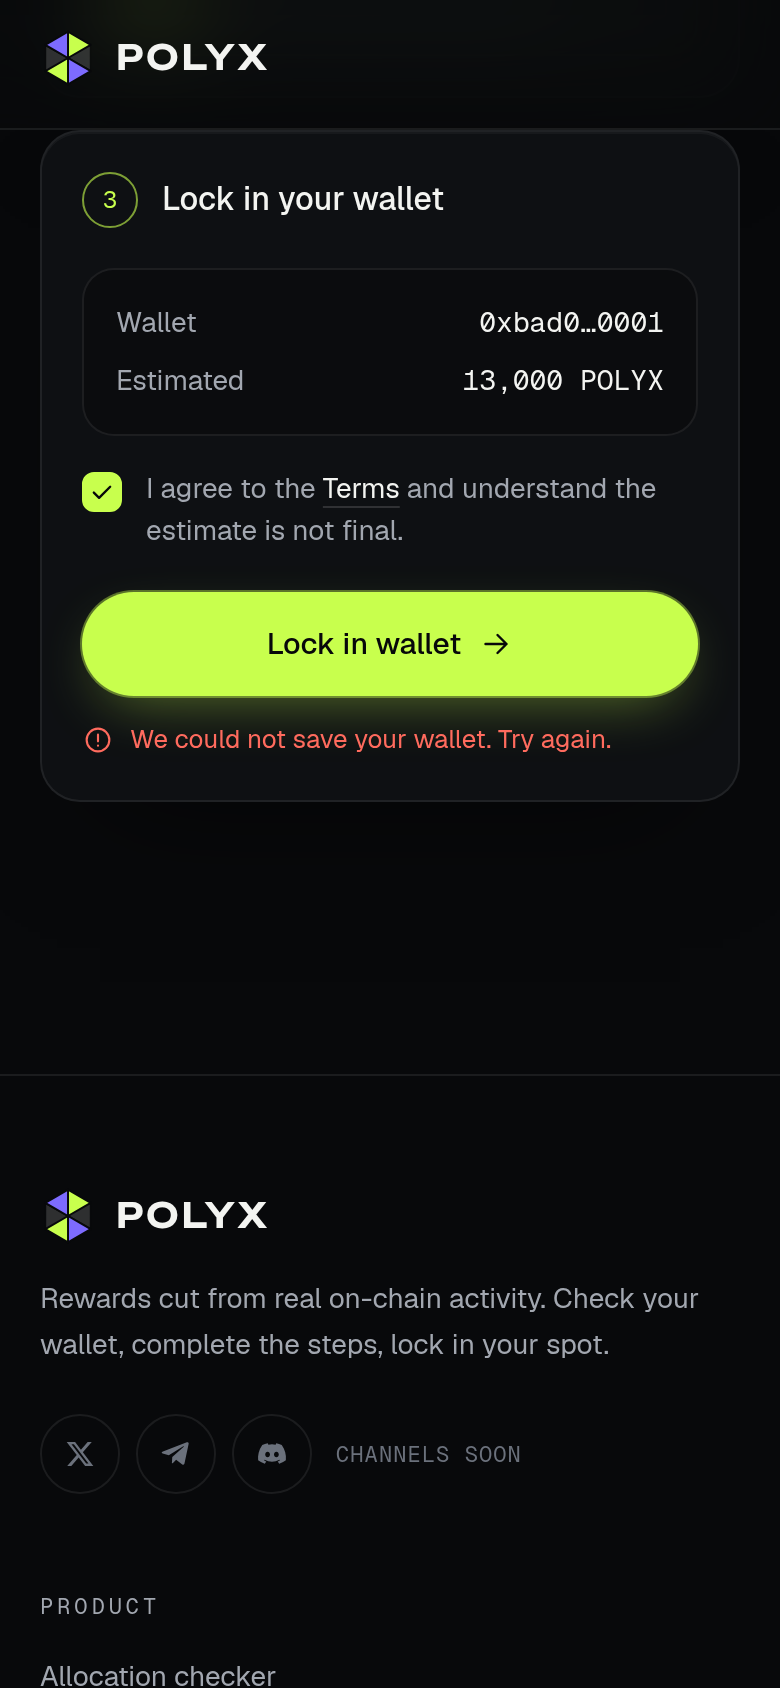 POLYX
3 Lock in your wallet
Wallet 0xbad0…0001
Estimated 13,000 POLYX
I agree to the Terms and understand the
estimate is not final.
Lock in wallet →
We could not save your wallet. Try again.
POLYX
Rewards cut from real on-chain activity. Check your
wallet, complete the steps, lock in your spot.
CHANNELS SOON
PRODUCT
Allocation checker